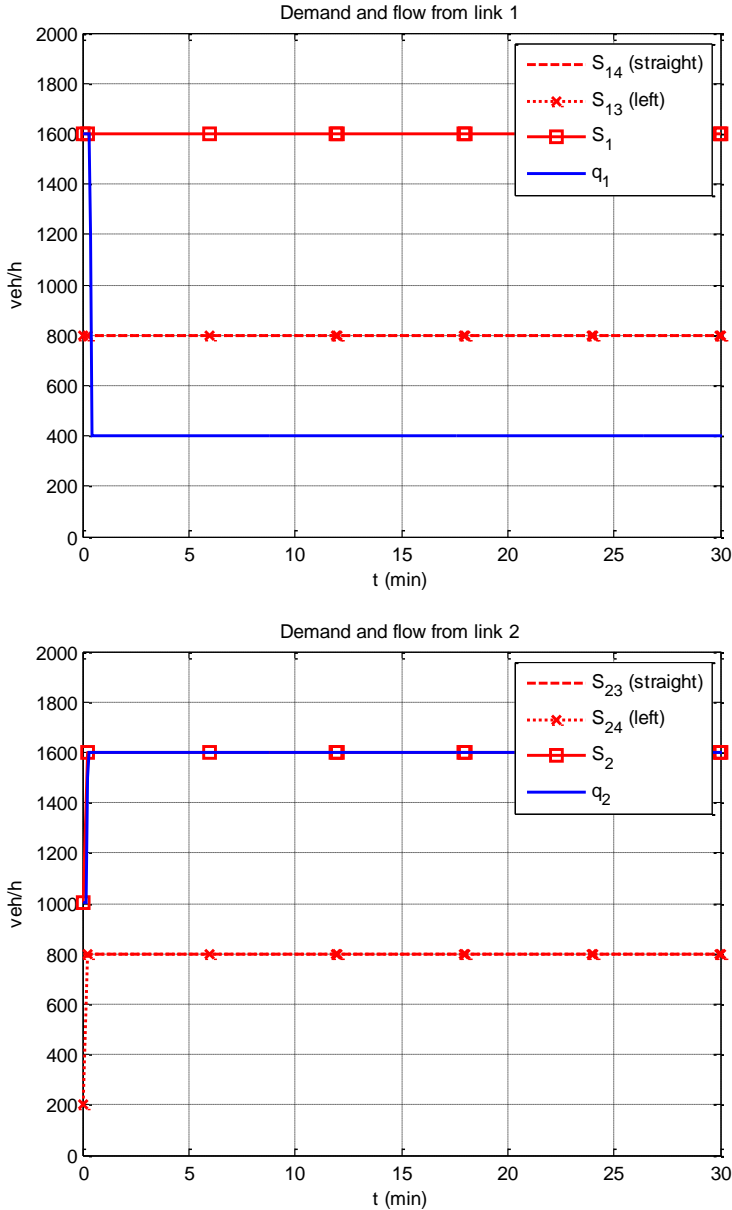 Demand and flow from link 1
2000
1800
1600
1400
1200
1000
800
600
400
200
0
veh/h
S14 (straight)
S13 (left)
S1
q1
0 5 10 15 20 25 30
t (min)
Demand and flow from link 2
2000
1800
1600
1400
1200
1000
800
600
400
200
0
veh/h
S23 (straight)
S24 (left)
S2
q2
0 5 10 15 20 25 30
t (min)